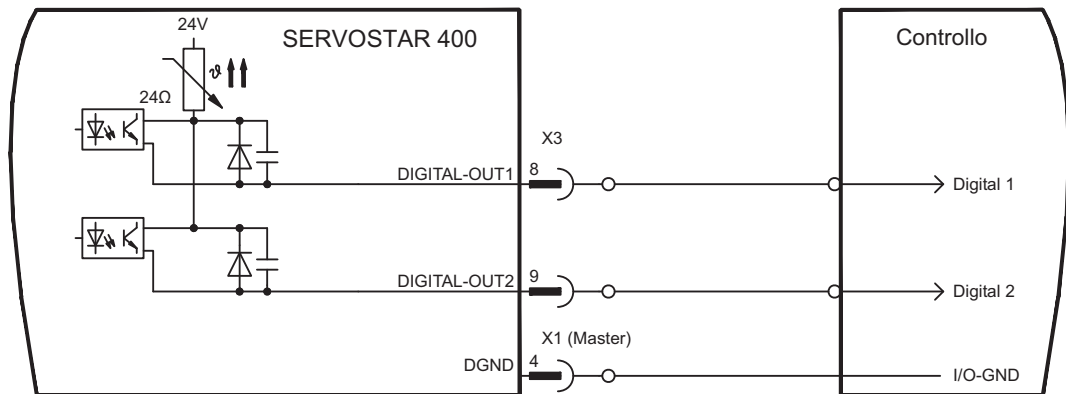 24V
SERVOSTAR 400
Controllo
ϑ
24Ω
X3
DIGITAL-OUT1
8
Digital 1
DIGITAL-OUT2
9
Digital 2
X1 (Master)
DGND
4
I/O-GND